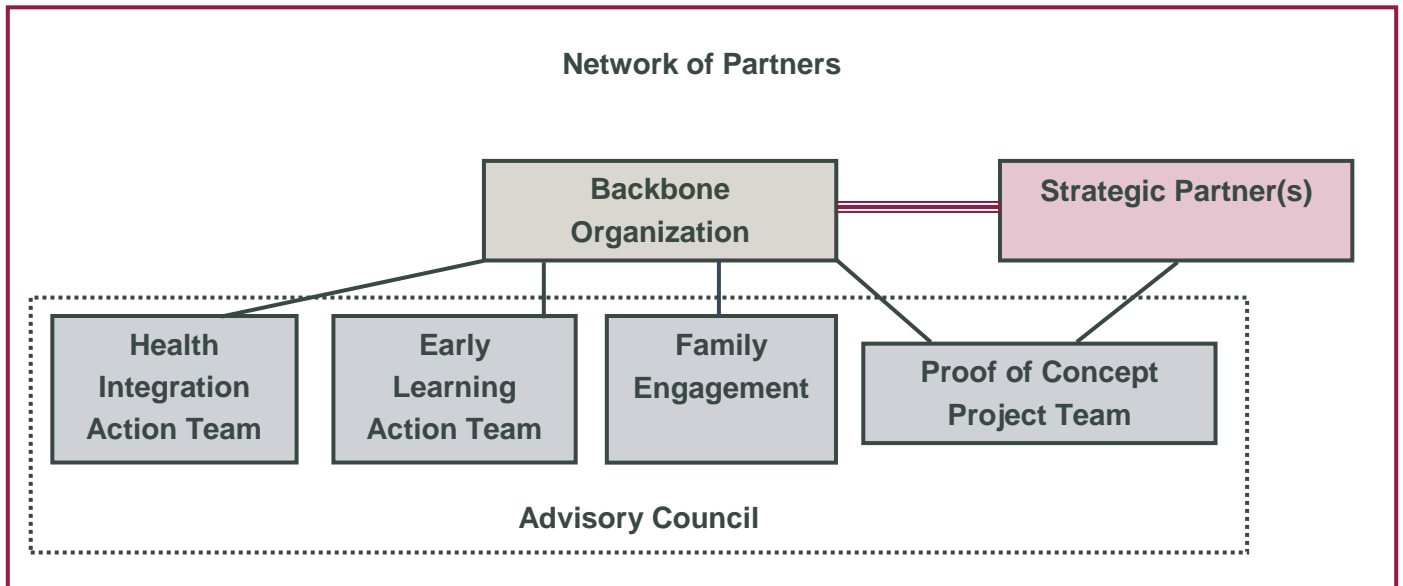 Network of Partners
Backbone
Organization
Strategic Partner(s)
Health
Integration
Action Team
Early
Learning
Action Team
Family
Engagement
Proof of Concept
Project Team
Advisory Council